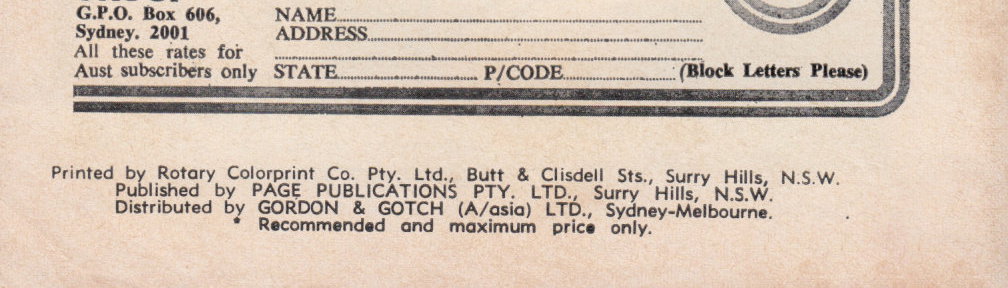 G.P.O. Box 606,
Sydney. 2001
All these rates for
Aust subscribers only
NAME
ADDRESS
STATE P/CODE (Block Letters Please)
Printed by Rotary Colorprint Co. Pty. Ltd., Butt & Clisdell Sts., Surry Hills, N.S.W.
Published by PAGE PUBLICATIONS PTY. LTD., Surry Hills, N.S.W.
Distributed by GORDON & GOTCH (A/asia) LTD., Sydney-Melbourne.
* Recommended and maximum price only.